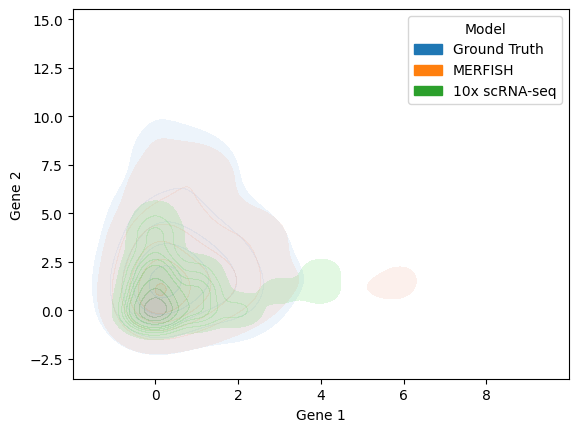 15.0
12.5
10.0
7.5
5.0
2.5
0.0
−2.5
Gene 2
0
2
4
6
8
Gene 1
Model
Ground Truth
MERFISH
10x scRNA-seq